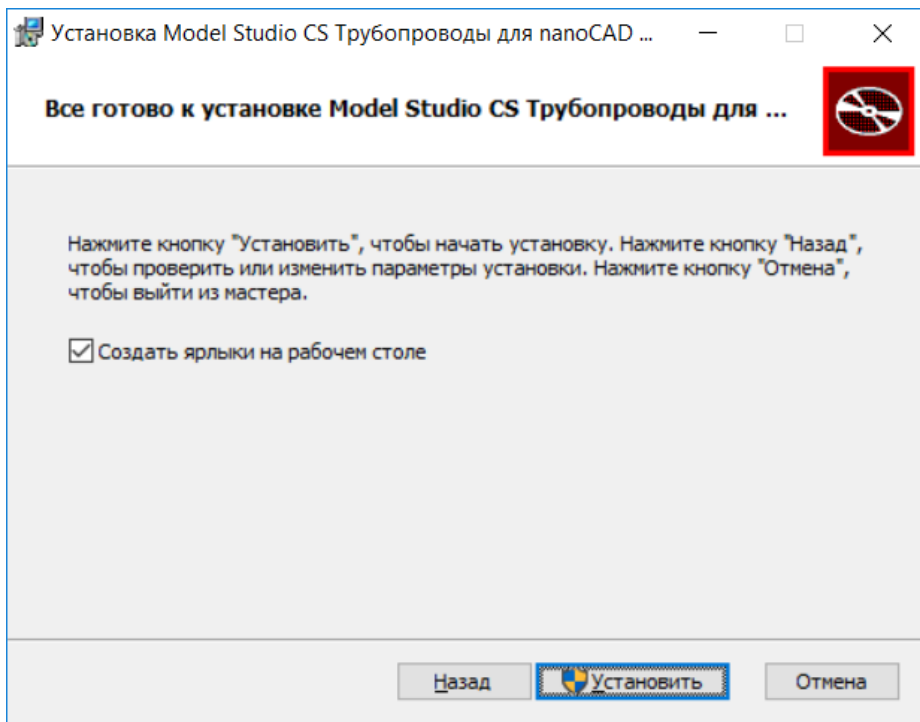 Установка Model Studio CS Трубопроводы для nanoCAD ...
Все готово к установке Model Studio CS Трубопроводы для ...
Нажмите кнопку "Установить", чтобы начать установку. Нажмите кнопку "Назад",
чтобы проверить или изменить параметры установки. Нажмите кнопку "Отмена",
чтобы выйти из мастера.
Создать ярлыки на рабочем столе
Назад
Установить
Отмена